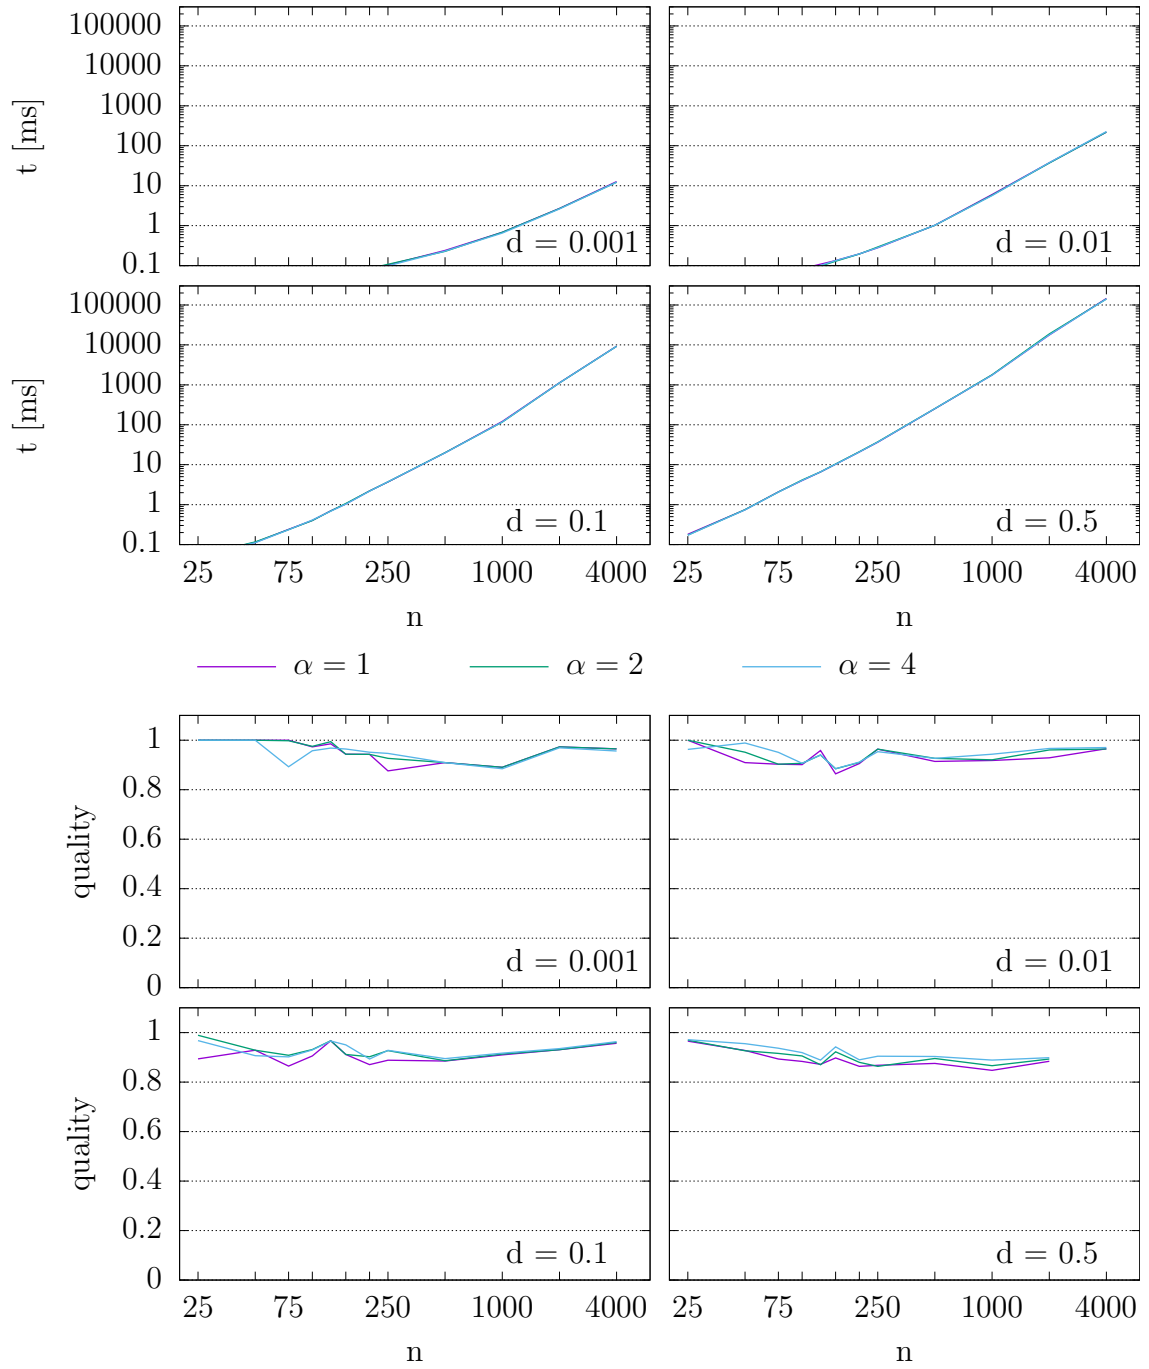 t [ms]
100000
10000
1000
100
10
1
0.1
d = 0.001
d = 0.01
t [ms]
100000
10000
1000
100
10
1
0.1
d = 0.1
d = 0.5
25 75 250 1000 4000
25 75 250 1000 4000
n
n
α = 1 α = 2 α = 4
quality
1
0.8
0.6
0.4
0.2
0
d = 0.001
d = 0.01
quality
1
0.8
0.6
0.4
0.2
0
d = 0.1
d = 0.5
25 75 250 1000 4000
25 75 250 1000 4000
n
n